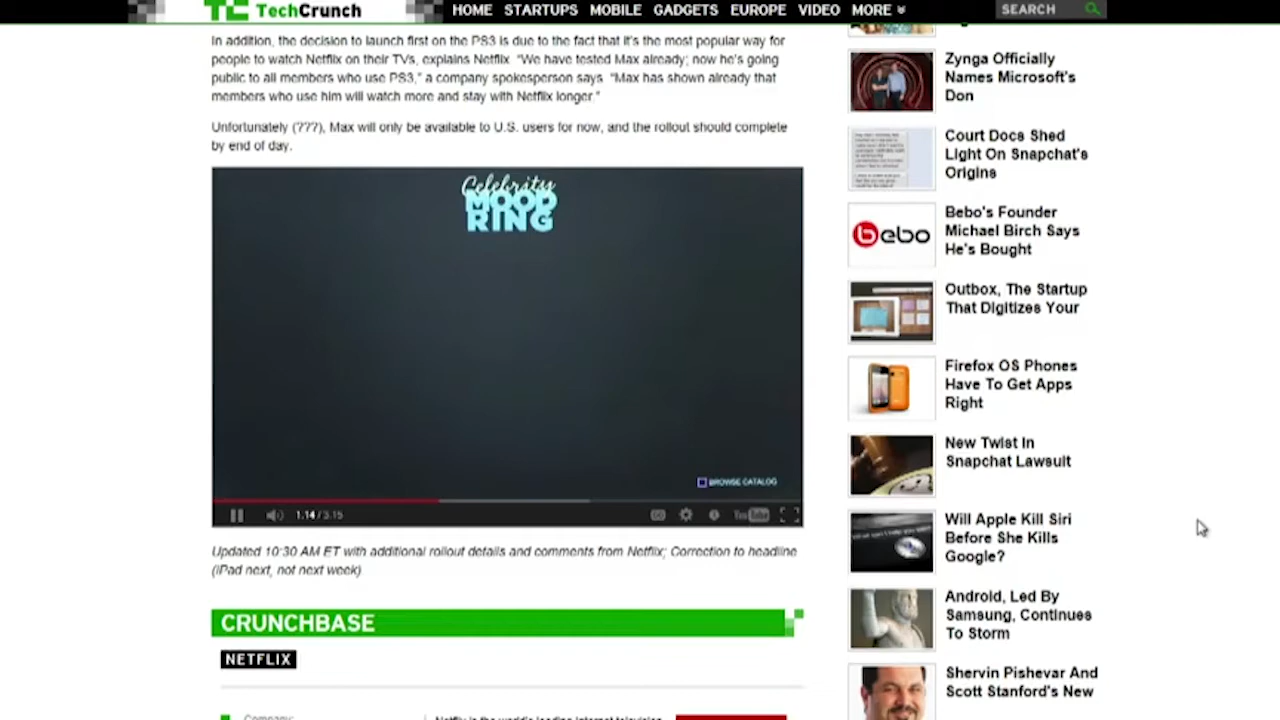 TechCrunch
HOME STARTUPS MOBILE GADGETS EUROPE VIDEO MORE
SEARCH
In addition, the decision to launch first on the PS3 is due to the fact that it's the most popular way for
people to watch Netflix on their TVs, explains Netflix. "We have tested Max already; now he's going
public to all members who use PS3," a company spokesperson says. "Max has shown already that
members who use him will watch more and stay with Netflix longer."
Unfortunately (???), Max will only be available to U.S. users for now, and the rollout should complete
by end of day.
Celebrity
MOOD
RING
BROWSE CATALOG
1:14 / 3:15
YouTube
Updated 10:30 AM ET with additional rollout details and comments from Netflix; Correction to headline
(iPad next, not next week)
CRUNCHBASE
NETFLIX
Company:
Netflix is the world's leading internet television
Zynga Officially
Names Microsoft's
Don
Court Docs Shed
Light On Snapchat's
Origins
bebo
Bebo's Founder
Michael Birch Says
He's Bought
Outbox, The Startup
That Digitizes Your
Firefox OS Phones
Have To Get Apps
Right
New Twist In
Snapchat Lawsuit
Will Apple Kill Siri
Before She Kills
Google?
Android, Led By
Samsung, Continues
To Storm
Shervin Pishevar And
Scott Stanford's New